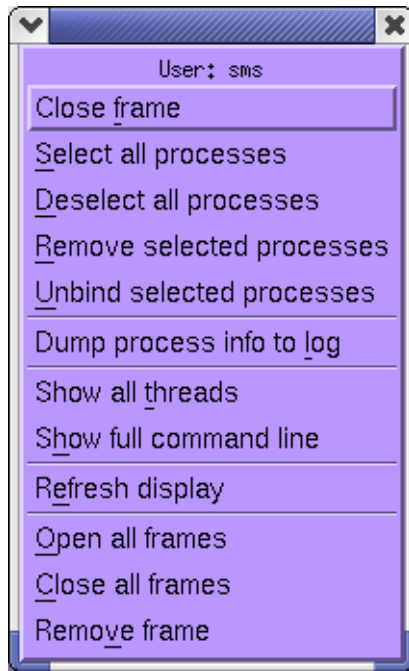 User: sms
Close frame
Select all processes
Deselect all processes
Remove selected processes
Unbind selected processes
Dump process info to log
Show all threads
Show full command line
Refresh display
Open all frames
Close all frames
Remove frame